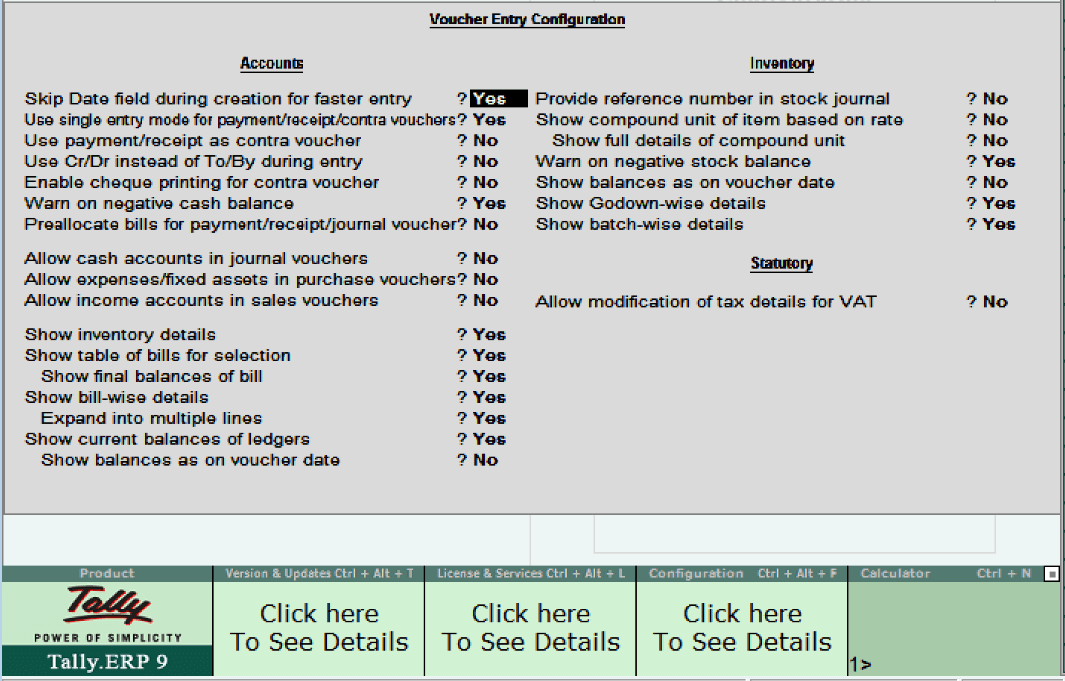 Voucher Entry Configuration
Accounts
Skip Date field during creation for faster entry ? Yes
Use single entry mode for payment/receipt/contra vouchers? Yes
Use payment/receipt as contra voucher ? No
Use Cr/Dr instead of To/By during entry ? No
Enable cheque printing for contra voucher ? No
Warn on negative cash balance ? Yes
Preallocate bills for payment/receipt/journal voucher? No
Allow cash accounts in journal vouchers ? No
Allow expenses/fixed assets in purchase vouchers? No
Allow income accounts in sales vouchers ? No
Show inventory details ? Yes
Show table of bills for selection ? Yes
Show final balances of bill ? Yes
Show bill-wise details ? Yes
Expand into multiple lines ? Yes
Show current balances of ledgers ? Yes
Show balances as on voucher date ? No
Inventory
Provide reference number in stock journal ? No
Show compound unit of item based on rate ? No
Show full details of compound unit ? No
Warn on negative stock balance ? Yes
Show balances as on voucher date ? No
Show Godown-wise details ? Yes
Show batch-wise details ? Yes
Statutory
Allow modification of tax details for VAT ? No
Product
Tally
POWER OF SIMPLICITY
Tally.ERP 9
Version & Updates Ctrl + Alt + T
Click here
To See Details
License & Services Ctrl + Alt + L
Click here
To See Details
Configuration Ctrl + Alt + F
Click here
To See Details
Calculator Ctrl + N
1>